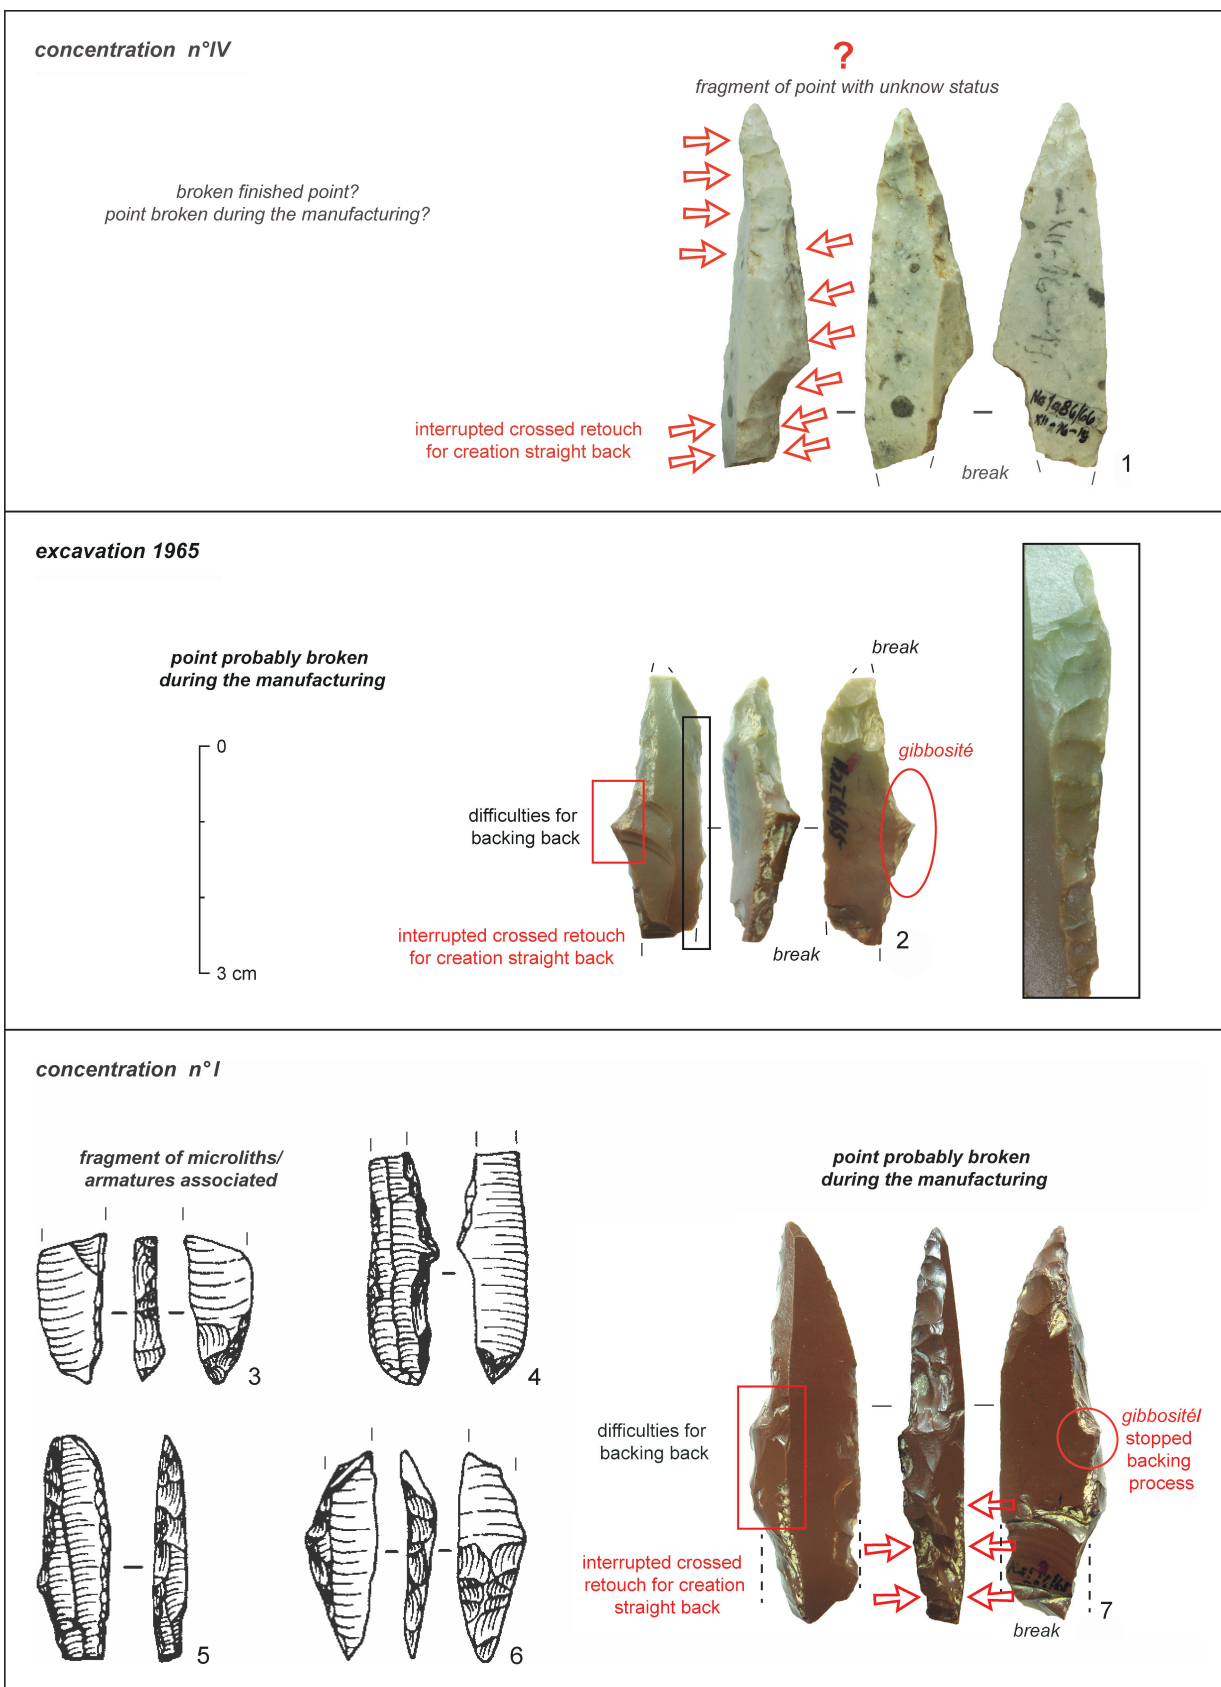 concentration n°IV
?
fragment of point with unknow status
broken finished point?
point broken during the manufacturing?
interrupted crossed retouch
for creation straight back
break
1
excavation 1965
point probably broken
during the manufacturing
0
3 cm
break
gibbosité
difficulties for
backing back
interrupted crossed retouch
for creation straight back
break
2
concentration n°I
fragment of microliths/
armatures associated
3
4
5
6
point probably broken
during the manufacturing
difficulties for
backing back
gibbosité/
stopped
backing
process
interrupted crossed
retouch for creation
straight back
break
7